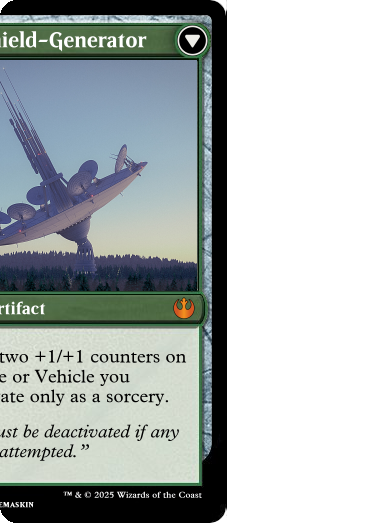 ield-Generator
rtifact
two +1/+1 counters on
e or Vehicle you
ate only as a sorcery.
ust be deactivated if any
attempted."
™ & © 2025 Wizards of the Coast
EMASKIN